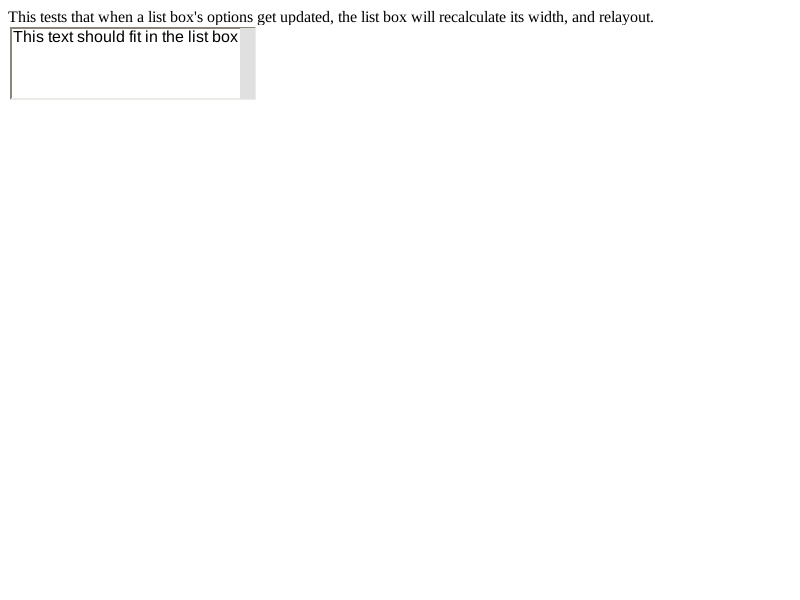 This tests that when a list box's options get updated, the list box will recalculate its width, and relayout.
This text should fit in the list box